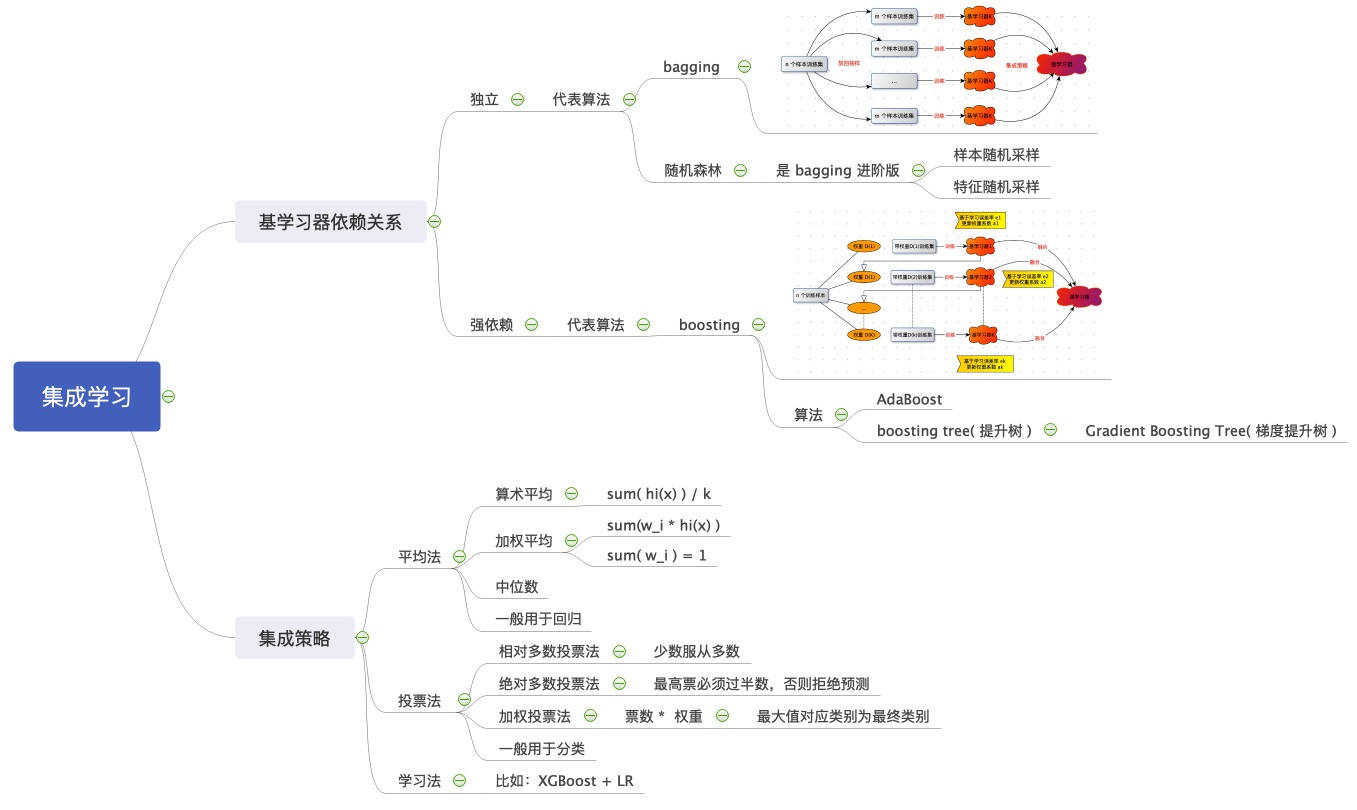 集成学习
基学习器依赖关系
独立
代表算法
bagging
n 个样本训练集
放回抽样
m 个样本训练集
训练
基学习器K
m 个样本训练集
训练
基学习器K
...
训练
基学习器K
m 个样本训练集
训练
基学习器K
集成策略
强学习器
随机森林
是 bagging 进阶版
样本随机采样
特征随机采样
强依赖
代表算法
boosting
n 个训练样本
权重 D(1)
权重 D(1)
...
权重 D(K)
带权重D(1)训练集
训练
基学习器1
基于学习误差率 e1
更新权重系数 a1
融合
带权重D(2)训练集
训练
基学习器2
基于学习误差率 e2
更新权重系数 a2
融合
带权重D(k)训练集
训练
基于学习误差率 ek
更新权重系数 ak
融合
强学习器
算法
AdaBoost
boosting tree( 提升树 )
Gradient Boosting Tree( 梯度提升树 )
集成策略
平均法
算术平均
sum( hi(x) ) / k
加权平均
sum(w_i * hi(x) )
sum( w_i ) = 1
中位数
一般用于回归
投票法
相对多数投票法
少数服从多数
绝对多数投票法
最高票必须过半数，否则拒绝预测
加权投票法
票数 * 权重
最大值对应类别为最终类别
一般用于分类
学习法
比如：XGBoost + LR